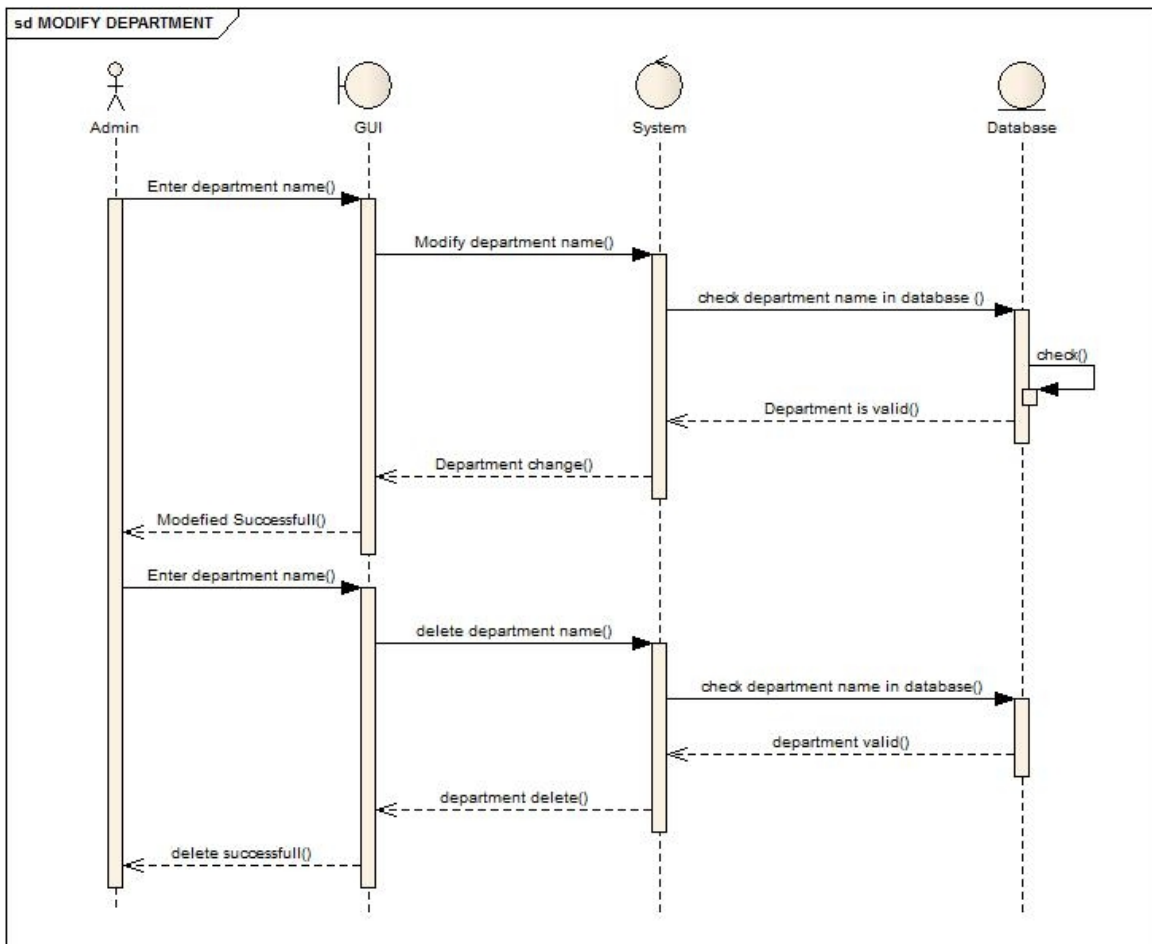 sd MODIFY DEPARTMENT
Admin
GUI
System
Database
Enter department name()
Modify department name()
check department name in database ()
check()
Department is valid()
Department change()
Modefied Successfull()
Enter department name()
delete department name()
check department name in database()
department valid()
department delete()
delete successfull()